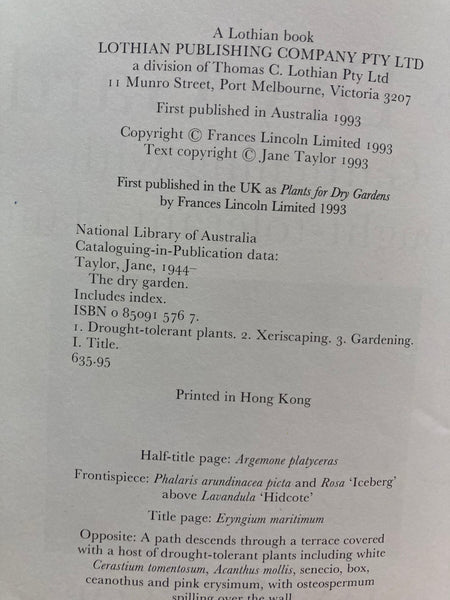 A Lothian book
LOTHIAN PUBLISHING COMPANY PTY LTD
a division of Thomas C. Lothian Pty Ltd
11 Munro Street, Port Melbourne, Victoria 3207
First published in Australia 1993
Copyright © Frances Lincoln Limited 1993
Text copyright © Jane Taylor 1993
First published in the UK as Plants for Dry Gardens
by Frances Lincoln Limited 1993
National Library of Australia
Cataloguing-in-Publication data:
Taylor, Jane, 1944–
The dry garden.
Includes index.
ISBN 0 85091 576 7.
1. Drought-tolerant plants. 2. Xeriscaping. 3. Gardening.
I. Title.
635.95
Printed in Hong Kong
Half-title page: Argemone platyceras
Frontispiece: Phalaris arundinacea picta and Rosa ‘Iceberg’
above Lavandula ‘Hidcote’
Title page: Eryngium maritimum
Opposite: A path descends through a terrace covered
with a host of drought-tolerant plants including white
Cerastium tomentosum, Acanthus mollis, senecio, box,
ceanothus and pink erysimum, with osteospermum
spilling over the wall